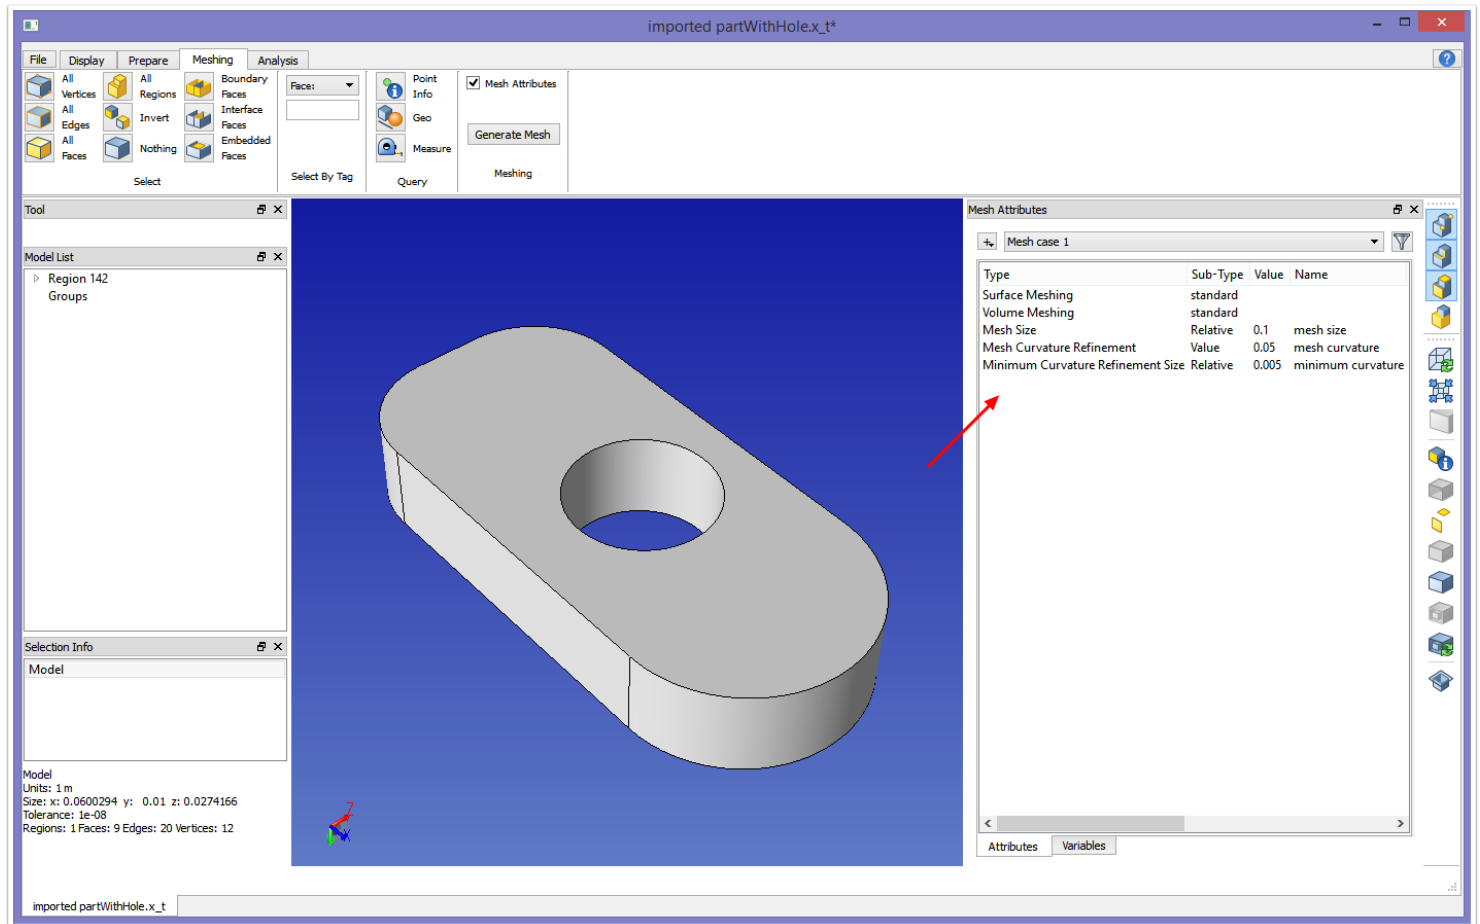 imported partWithHole.x_t*
File Display Prepare Meshing Analysis
All Vertices
All Regions
Boundary Faces
All Edges
Invert
Interface Faces
All Faces
Nothing
Embedded Faces
Select
Face:
Select By Tag
Point Info
Geo
Measure
Query
Mesh Attributes
Generate Mesh
Meshing
Tool
Model List
Region 142
Groups
Selection Info
Model
Model
Units: 1 m
Size: x: 0.0600294 y: 0.01 z: 0.0274166
Tolerance: 1e-08
Regions: 1 Faces: 9 Edges: 20 Vertices: 12
Z
X
Mesh Attributes
Mesh case 1
Type Sub-Type Value Name
Surface Meshing standard
Volume Meshing standard
Mesh Size Relative 0.1 mesh size
Mesh Curvature Refinement Value 0.05 mesh curvature
Minimum Curvature Refinement Size Relative 0.005 minimum curvature
Attributes Variables
imported partWithHole.x_t